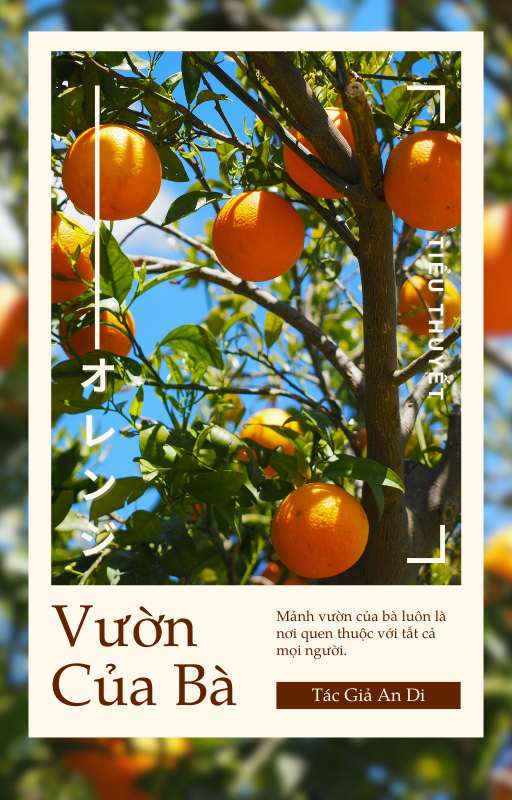 TIỂU THUYẾT
オレンジ
Vườn
Của Bà
Mảnh vườn của bà luôn là
nơi quen thuộc với tất cả
mọi người.
Tác Giả An Di